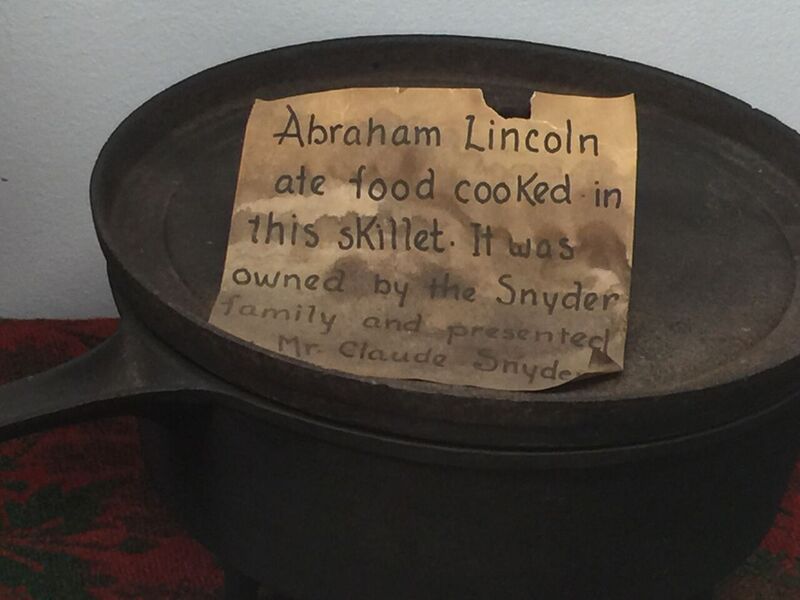 Abraham Lincoln
ate food cooked in
this skillet. It was
owned by the Snyder
family and presented
Mr. Claude Snyder